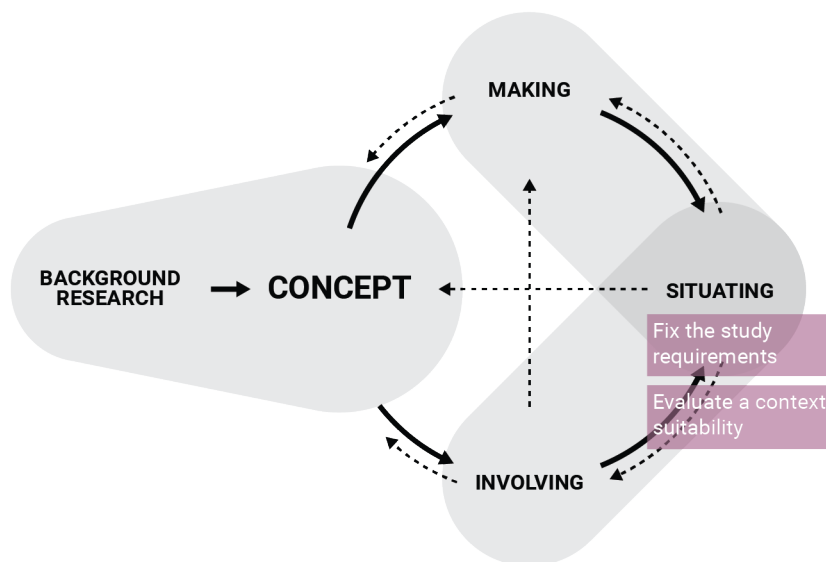 MAKING
BACKGROUND
RESEARCH
CONCEPT
SITUATING
Fix the study
requirements
Evaluate a context
suitability
INVOLVING